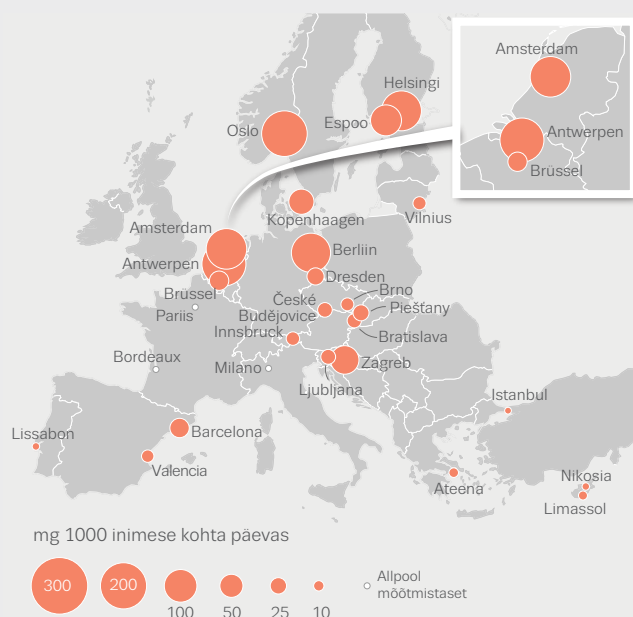 Amsterdam
Helsingi
Espoo
Oslo
Antwerpen
Brüssel
Kopenhaagen
Vilnius
Amsterdam
Berliin
Antwerpen
Dresden
Brüssel
Brno
České
Budějovice
Piešťany
Pariis
Innsbruck
Bratislava
Bordeaux
Milano
Zagreb
Ljubljana
Istanbul
Lissabon
Barcelona
Valencia
Ateena
Nikosia
Limassol
mg 1000 inimese kohta päevas
300
200
100
50
25
10
Allpool
mõõtmistaset